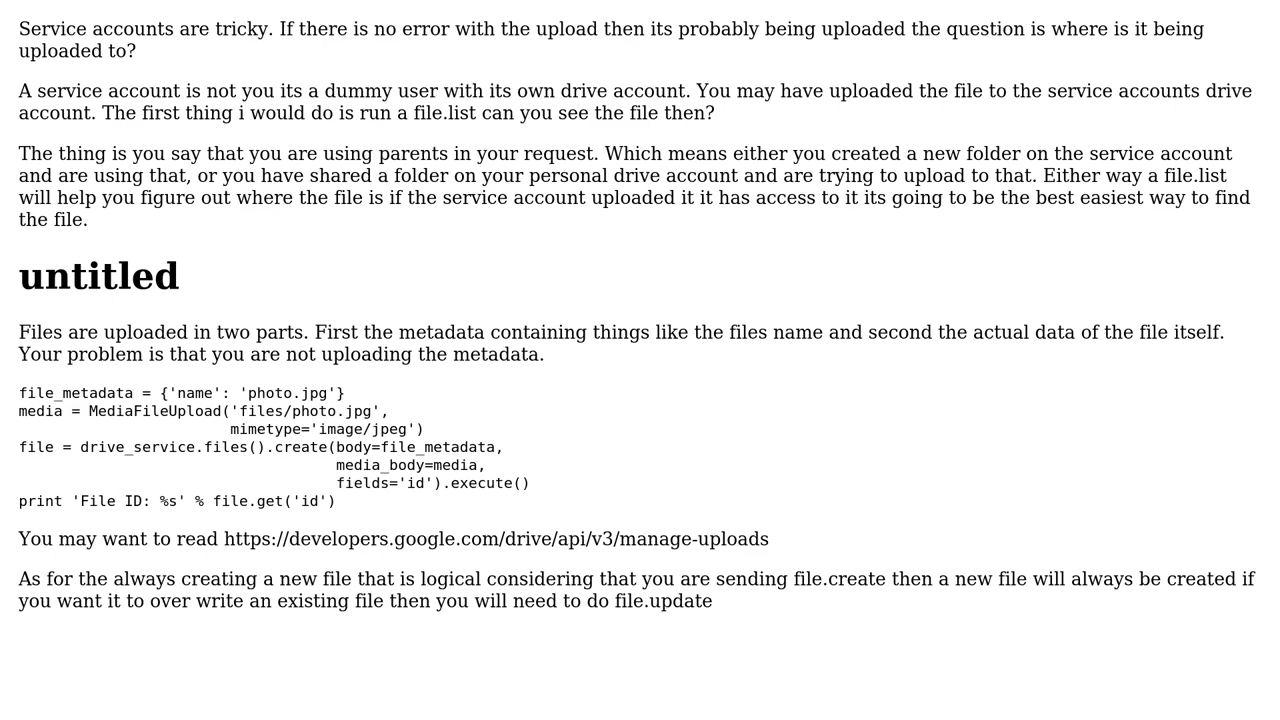 Service accounts are tricky. If there is no error with the upload then its probably being uploaded the question is where is it being
uploaded to?
A service account is not you its a dummy user with its own drive account. You may have uploaded the file to the service accounts drive
account. The first thing i would do is run a file.list can you see the file then?
The thing is you say that you are using parents in your request. Which means either you created a new folder on the service account
and are using that, or you have shared a folder on your personal drive account and are trying to upload to that. Either way a file.list
will help you figure out where the file is if the service account uploaded it it has access to it its going to be the best easiest way to find
the file.
untitled
Files are uploaded in two parts. First the metadata containing things like the files name and second the actual data of the file itself.
Your problem is that you are not uploading the metadata.
file_metadata = {'name': 'photo.jpg'}
media = MediaFileUpload('files/photo.jpg',
                        mimetype='image/jpeg')
file = drive_service.files().create(body=file_metadata,
                                    media_body=media,
                                    fields='id').execute()
print 'File ID: %s' % file.get('id')
You may want to read https://developers.google.com/drive/api/v3/manage-uploads
As for the always creating a new file that is logical considering that you are sending file.create then a new file will always be created if
you want it to over write an existing file then you will need to do file.update